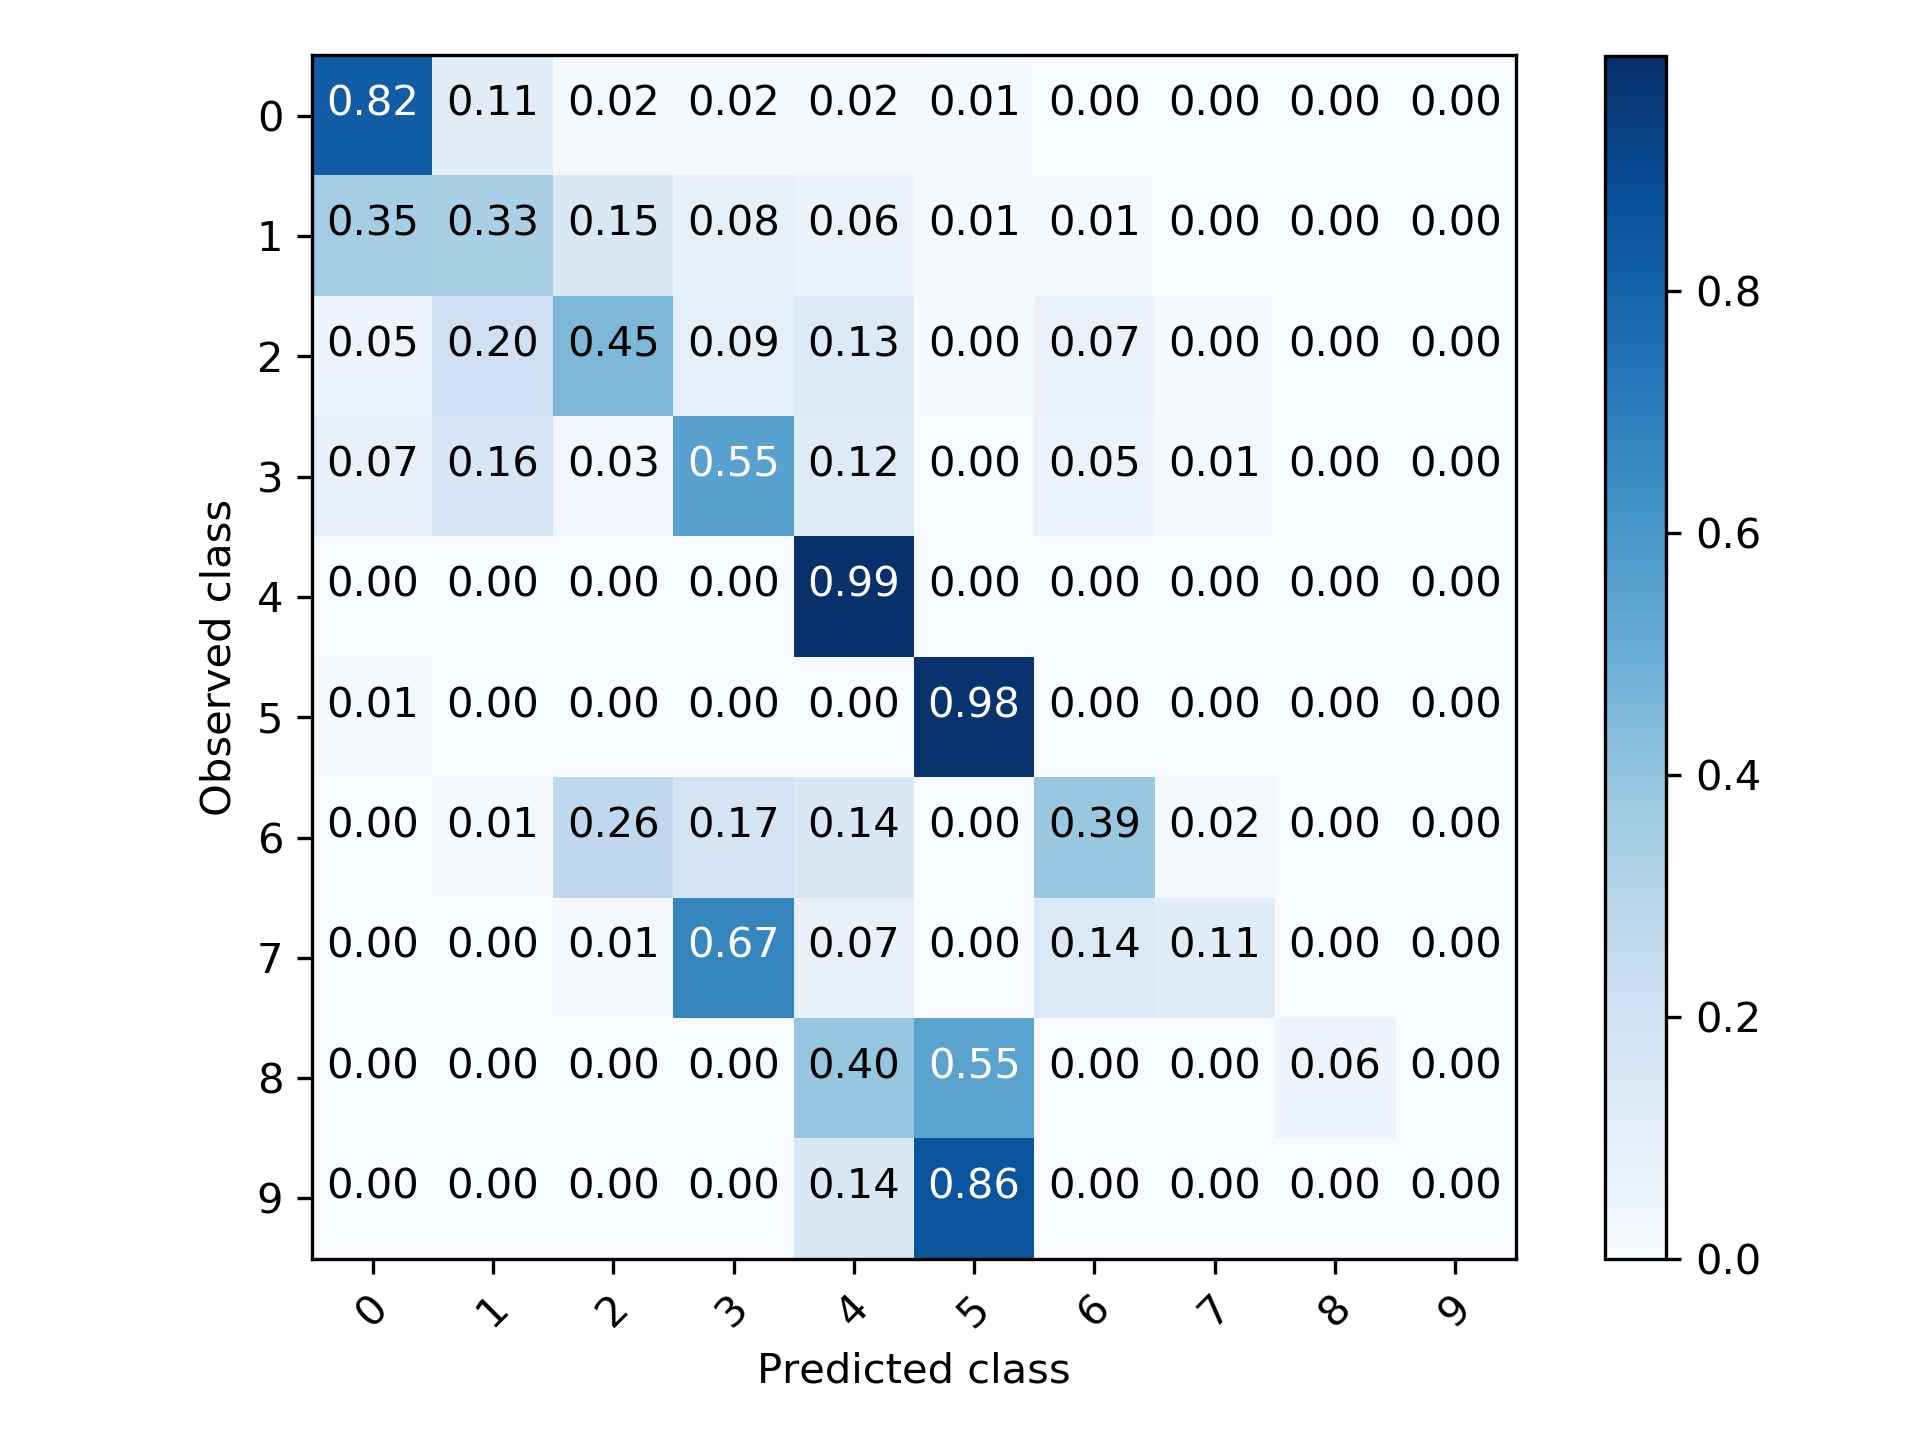 0 0.82 0.11 0.02 0.02 0.02 0.01 0.00 0.00 0.00 0.00
1 0.35 0.33 0.15 0.08 0.06 0.01 0.01 0.00 0.00 0.00
2 0.05 0.20 0.45 0.09 0.13 0.00 0.07 0.00 0.00 0.00
3 0.07 0.16 0.03 0.55 0.12 0.00 0.05 0.01 0.00 0.00
4 0.00 0.00 0.00 0.00 0.99 0.00 0.00 0.00 0.00 0.00
5 0.01 0.00 0.00 0.00 0.00 0.98 0.00 0.00 0.00 0.00
6 0.00 0.01 0.26 0.17 0.14 0.00 0.39 0.02 0.00 0.00
7 0.00 0.00 0.01 0.67 0.07 0.00 0.14 0.11 0.00 0.00
8 0.00 0.00 0.00 0.00 0.40 0.55 0.00 0.00 0.06 0.00
9 0.00 0.00 0.00 0.00 0.14 0.86 0.00 0.00 0.00 0.00
0 1 2 3 4 5 6 7 8 9
Predicted class
Observed class
0.8
0.6
0.4
0.2
0.0